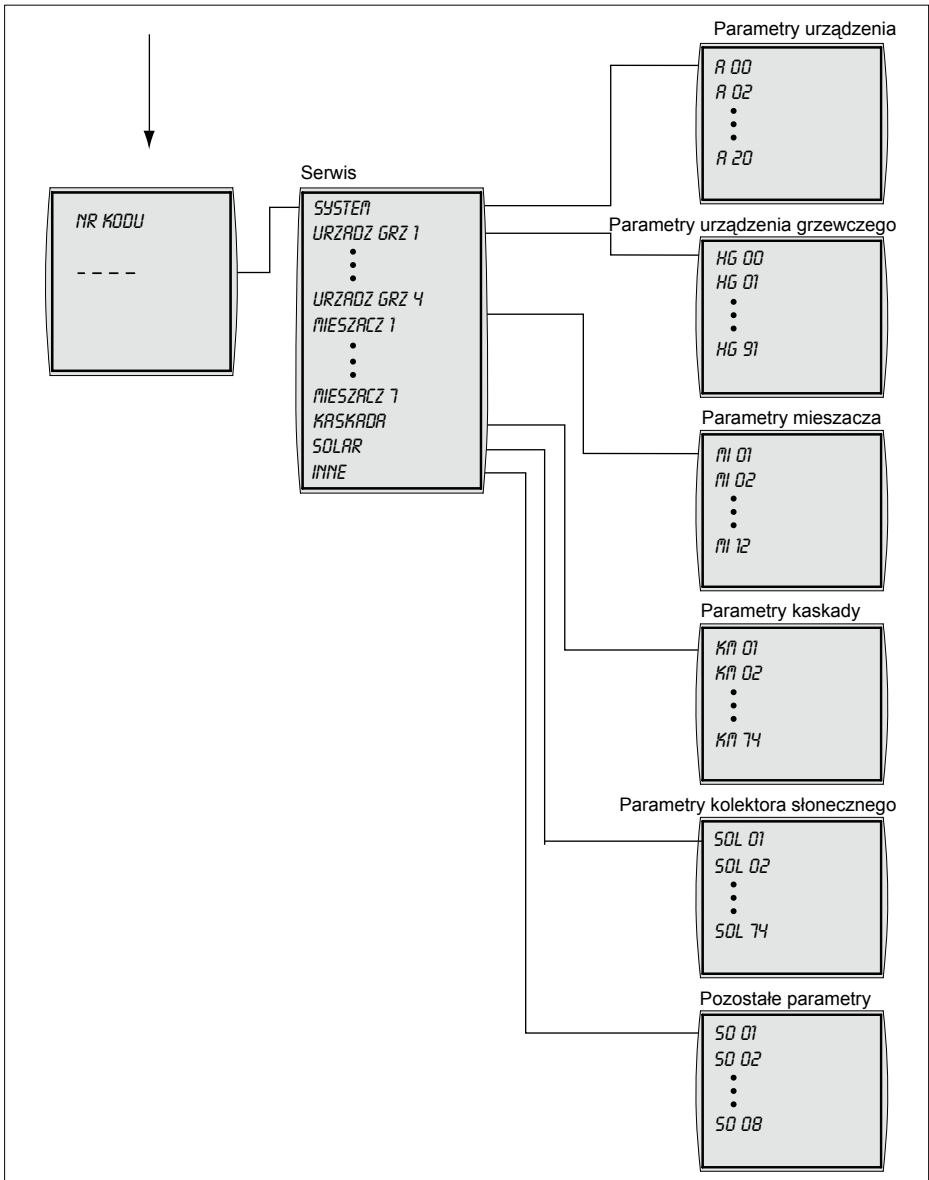 NR KODU
– – – –
Serwis
SYSTEM
URZADZ GRZ 1
URZADZ GRZ 4
MIESZACZ 1
MIESZACZ 7
KASKADA
SOLAR
INNE
Parametry urządzenia
A 00
A 02
A 20
Parametry urządzenia grzewczego
HG 00
HG 01
HG 91
Parametry mieszacza
MI 01
MI 02
MI 12
Parametry kaskady
KM 01
KM 02
KM 74
Parametry kolektora słonecznego
SOL 01
SOL 02
SOL 74
Pozostałe parametry
SO 01
SO 02
SO 08